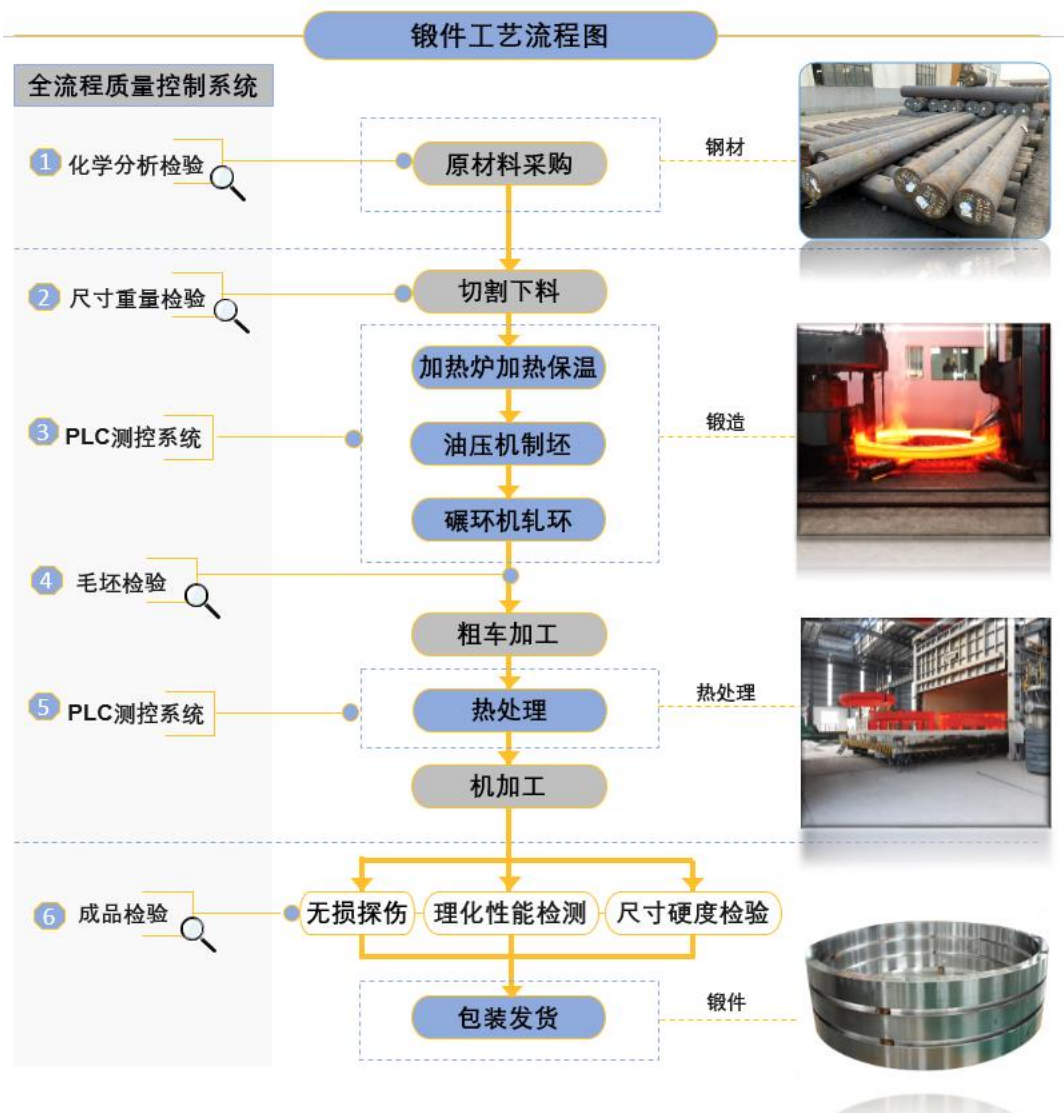 锻件工艺流程图
全流程质量控制系统
1 化学分析检验
原材料采购
钢材
2 尺寸重量检验
切割下料
加热炉加热保温
3 PLC测控系统
油压机制坯
锻造
碾环机轧环
4 毛坯检验
粗车加工
5 PLC测控系统
热处理
热处理
机加工
6 成品检验
无损探伤
理化性能检测
尺寸硬度检验
包装发货
锻件